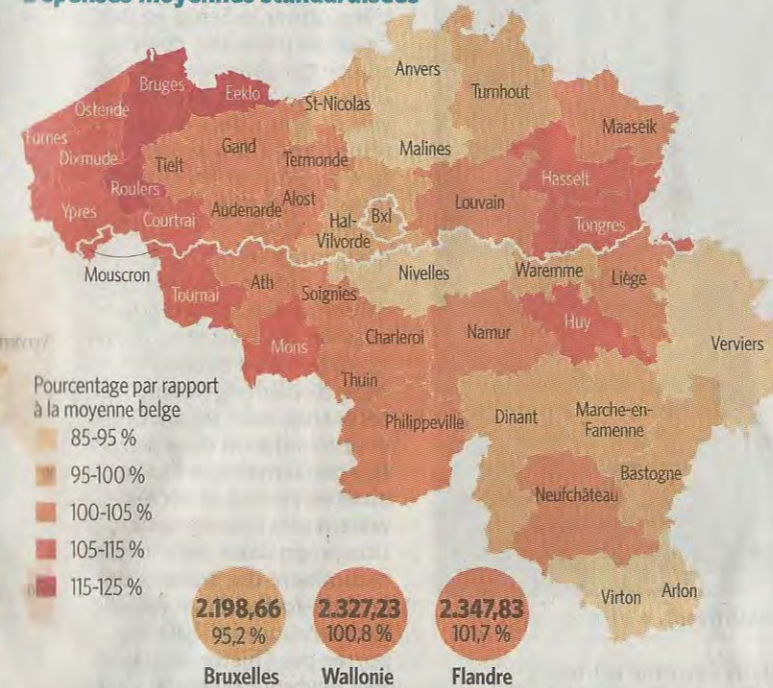 Dépenses moyennes standardisées
Anvers
Turnhout
Bruges
Eeklo
St-Nicolas
Ostende
Maaseik
Furnes
Gand
Malines
Dixmude
Tielt
Termonde
Hasselt
Roulers
Alost
Louvain
Ypres
Courtrai
Audenarde
Hal-
Vilvorde
Bxl
Tongres
Mouscron
Ath
Nivelles
Waremme
Liège
Tournai
Soignies
Mons
Charleroi
Namur
Huy
Verviers
Thuin
Philippeville
Dinant
Marche-en-
Famenne
Bastogne
Neufchâteau
Virton
Arlon
Pourcentage par rapport
à la moyenne belge
85-95 %
95-100 %
100-105 %
105-115 %
115-125 %
2.198,66
95,2 %
Bruxelles
2.327,23
100,8 %
Wallonie
2.347,83
101,7 %
Flandre